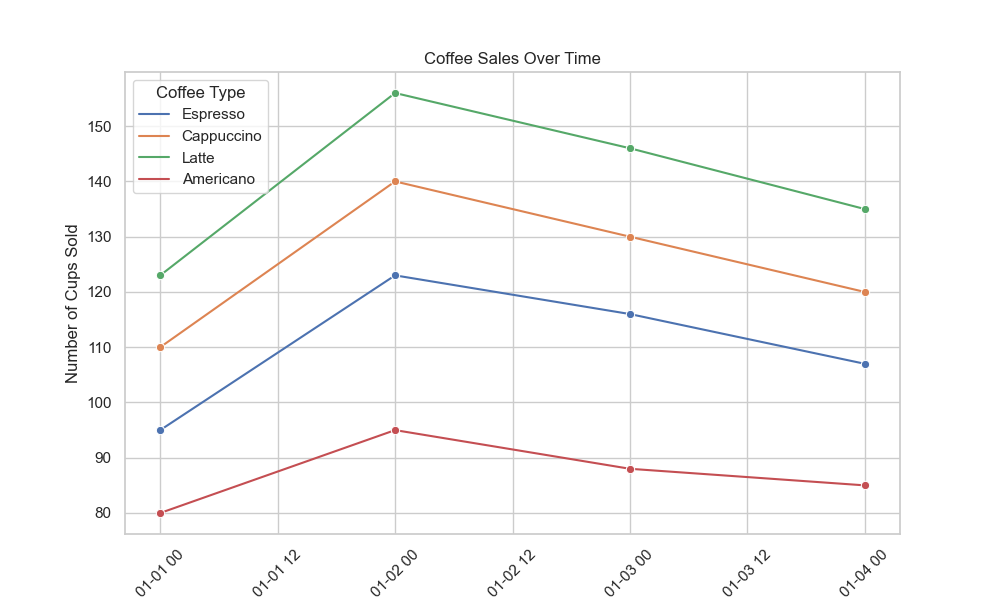 Coffee Sales Over Time
Coffee Type
Espresso
Cappuccino
Latte
Americano
Number of Cups Sold
150
140
130
120
110
100
90
80
01-01 00
01-01 12
01-02 00
01-02 12
01-03 00
01-03 12
01-04 00